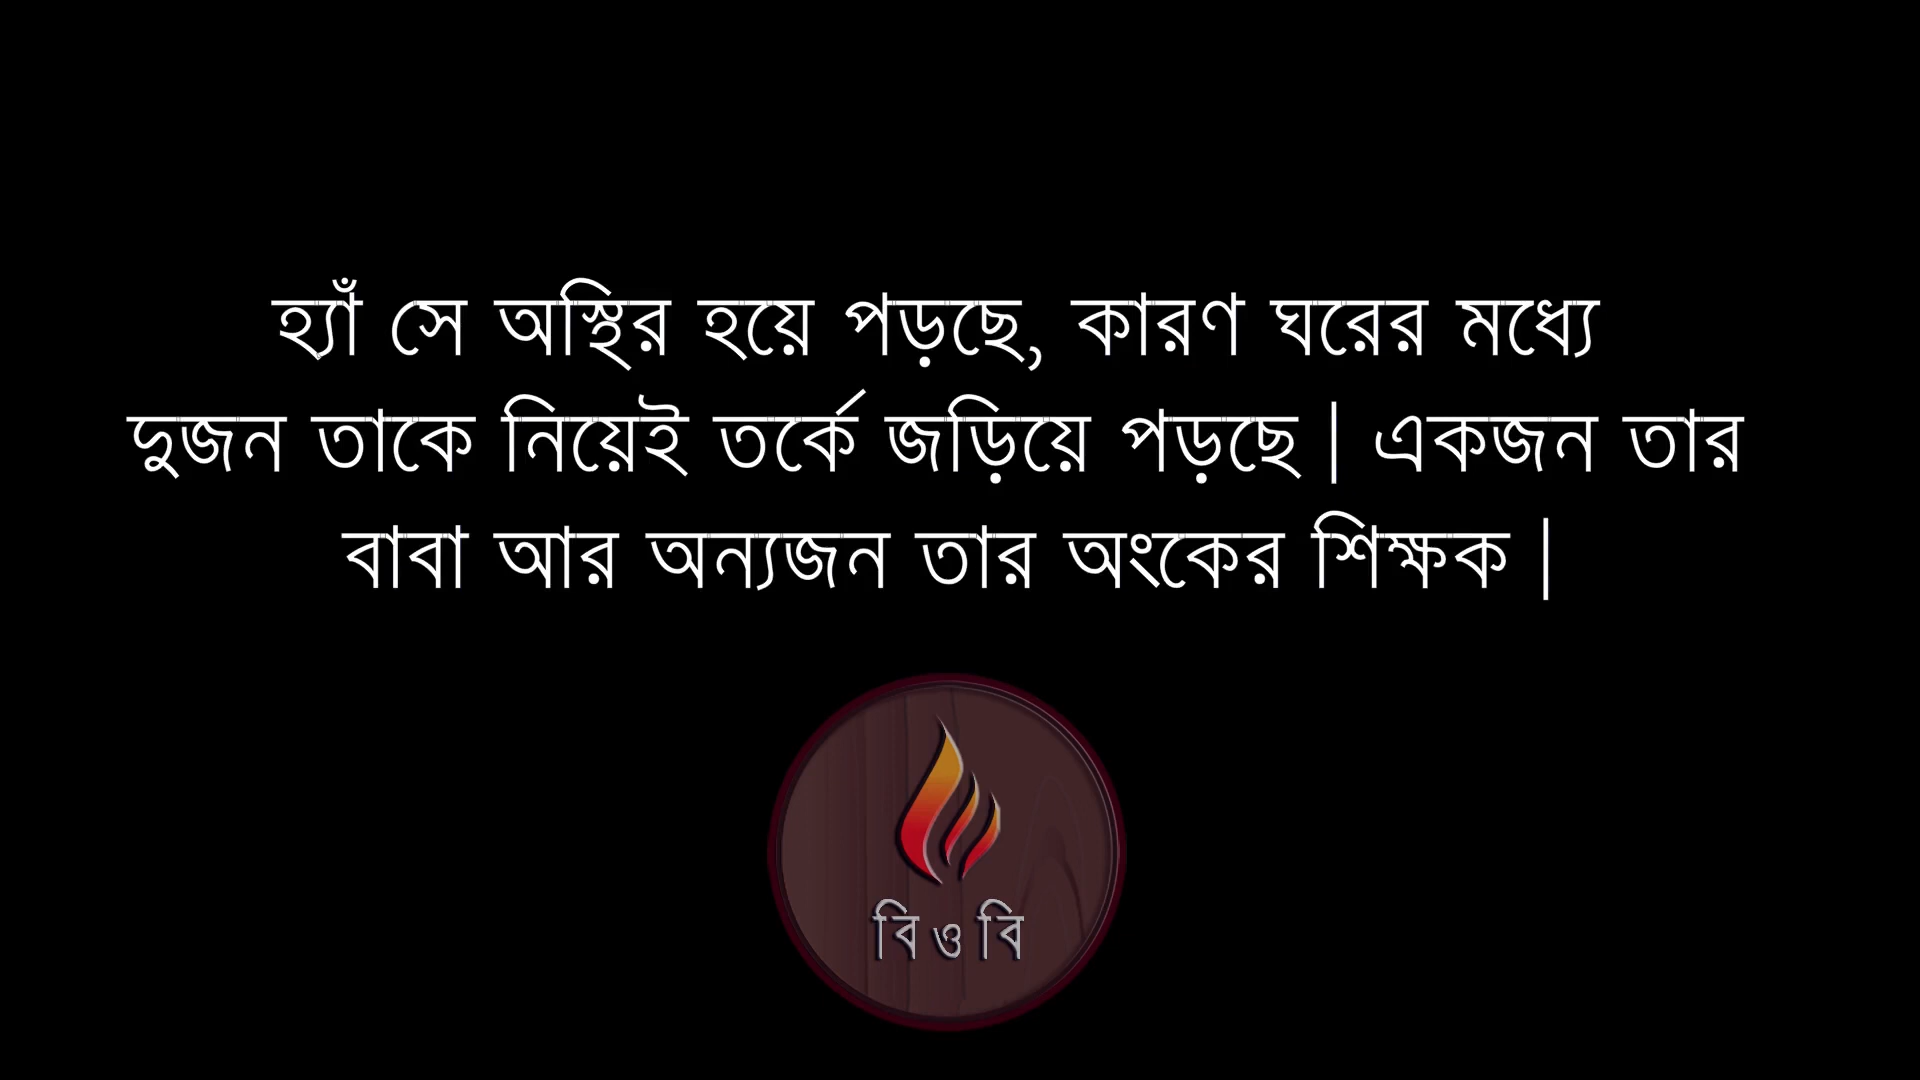 হ্যাঁ সে অস্থির হয়ে পড়ছে, কারণ ঘরের মধ্যে
দুজন তাকে নিয়েই তর্কে জড়িয়ে পড়ছে | একজন তার
বাবা আর অন্যজন তার অংকের শিক্ষক |
বি ও বি